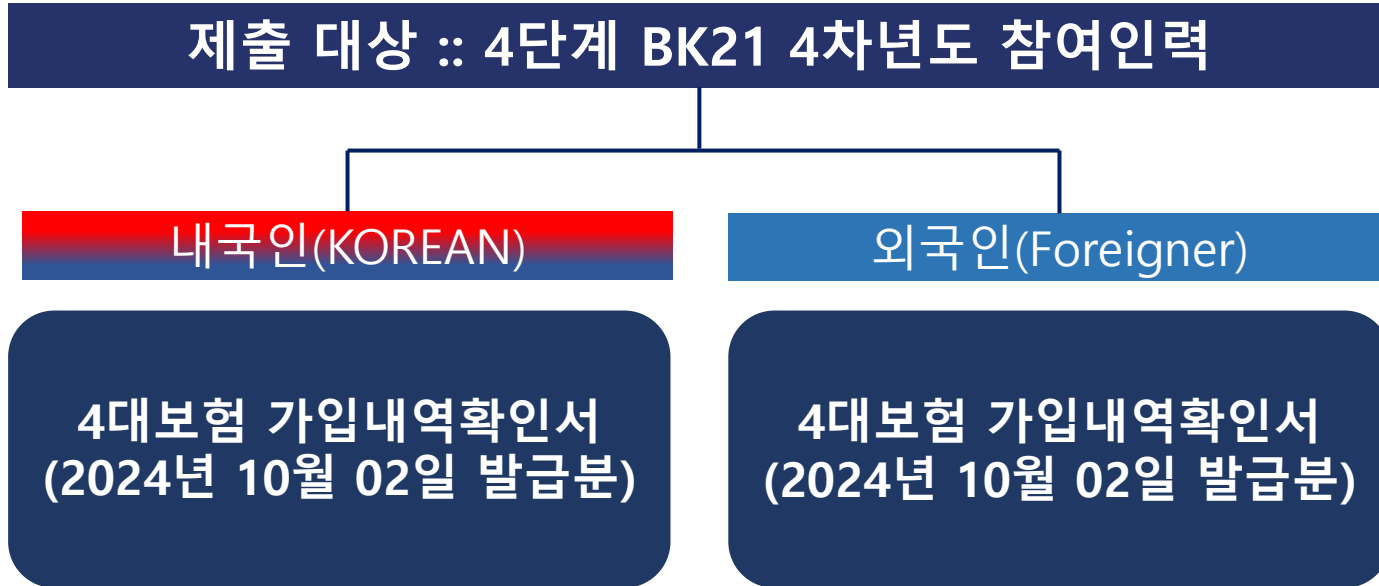 제출 대상 :: 4단계 BK21 4차년도 참여인력
내국인(KOREAN)
외국인(Foreigner)
4대보험 가입내역확인서
(2024년 10월 02일 발급분)
4대보험 가입내역확인서
(2024년 10월 02일 발급분)